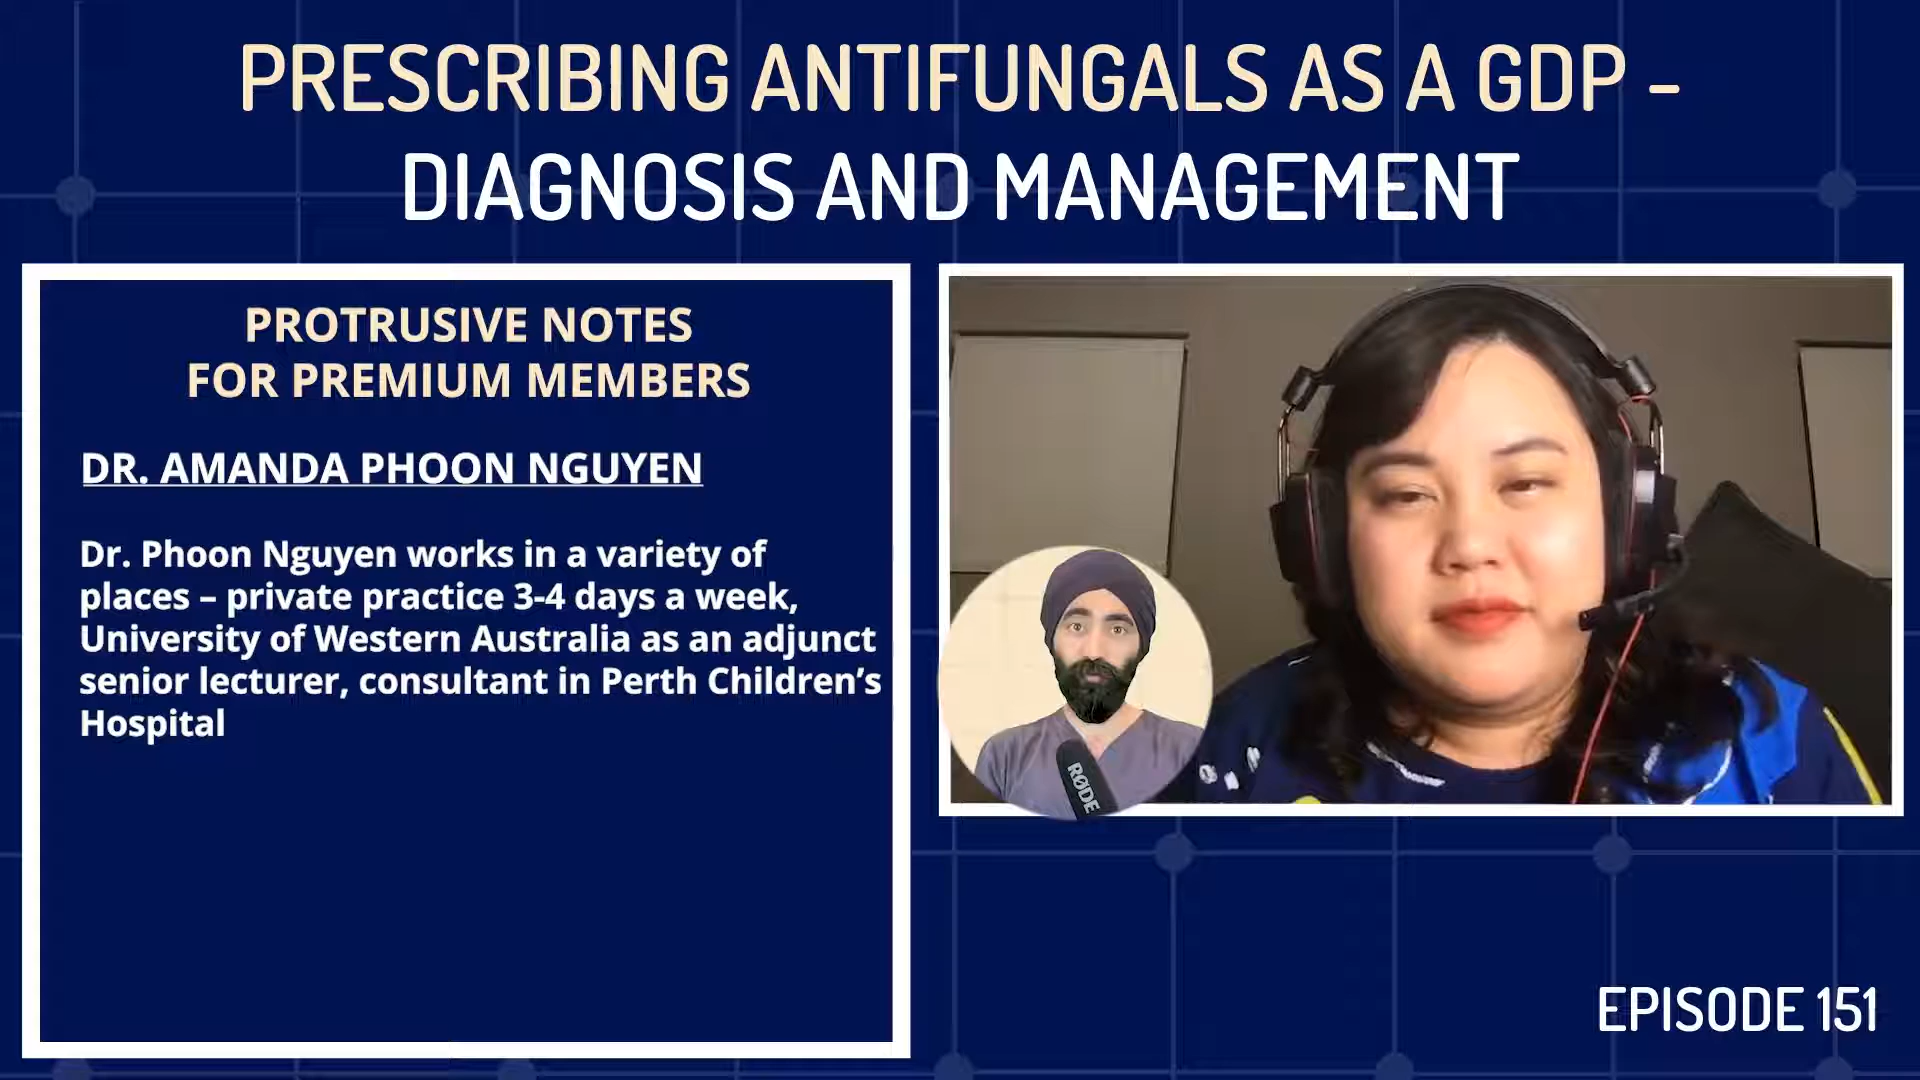 PRESCRIBING ANTIFUNGALS AS A GDP –
DIAGNOSIS AND MANAGEMENT
PROTRUSIVE NOTES
FOR PREMIUM MEMBERS
DR. AMANDA PHOON NGUYEN
Dr. Phoon Nguyen works in a variety of
places – private practice 3-4 days a week,
University of Western Australia as an adjunct
senior lecturer, consultant in Perth Children’s
Hospital
RØDE
EPISODE 151